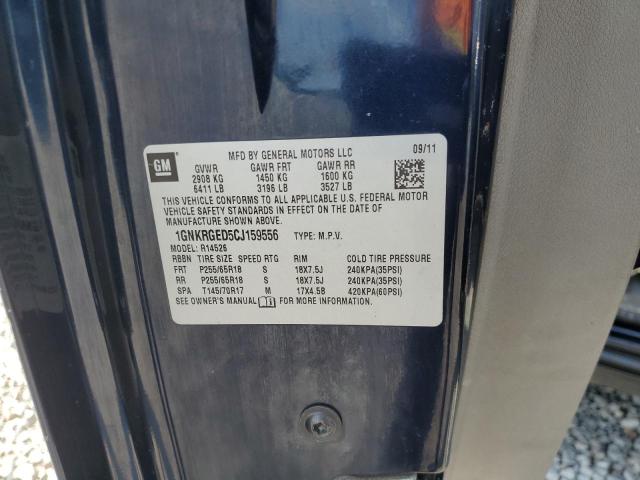 GM
MFD BY GENERAL MOTORS LLC 09/11
GVWR GAWR FRT GAWR RR
2908 KG 1450 KG 1600 KG
6411 LB 3196 LB 3527 LB
THIS VEHICLE CONFORMS TO ALL APPLICABLE U.S. FEDERAL MOTOR
VEHICLE SAFETY STANDARDS IN EFFECT ON THE DATE OF
MANUFACTURE SHOWN ABOVE.
1GNKRGED5CJ159556 TYPE: M.P.V.
MODEL: R14526
RBBN TIRE SIZE SPEED RTG RIM COLD TIRE PRESSURE
FRT P255/65R18 S 18X7.5J 240KPA(35PSI)
RR P255/65R18 S 18X7.5J 240KPA(35PSI)
SPA T145/70R17 M 17X4.5B 420KPA(60PSI)
SEE OWNER'S MANUAL FOR MORE INFORMATION.